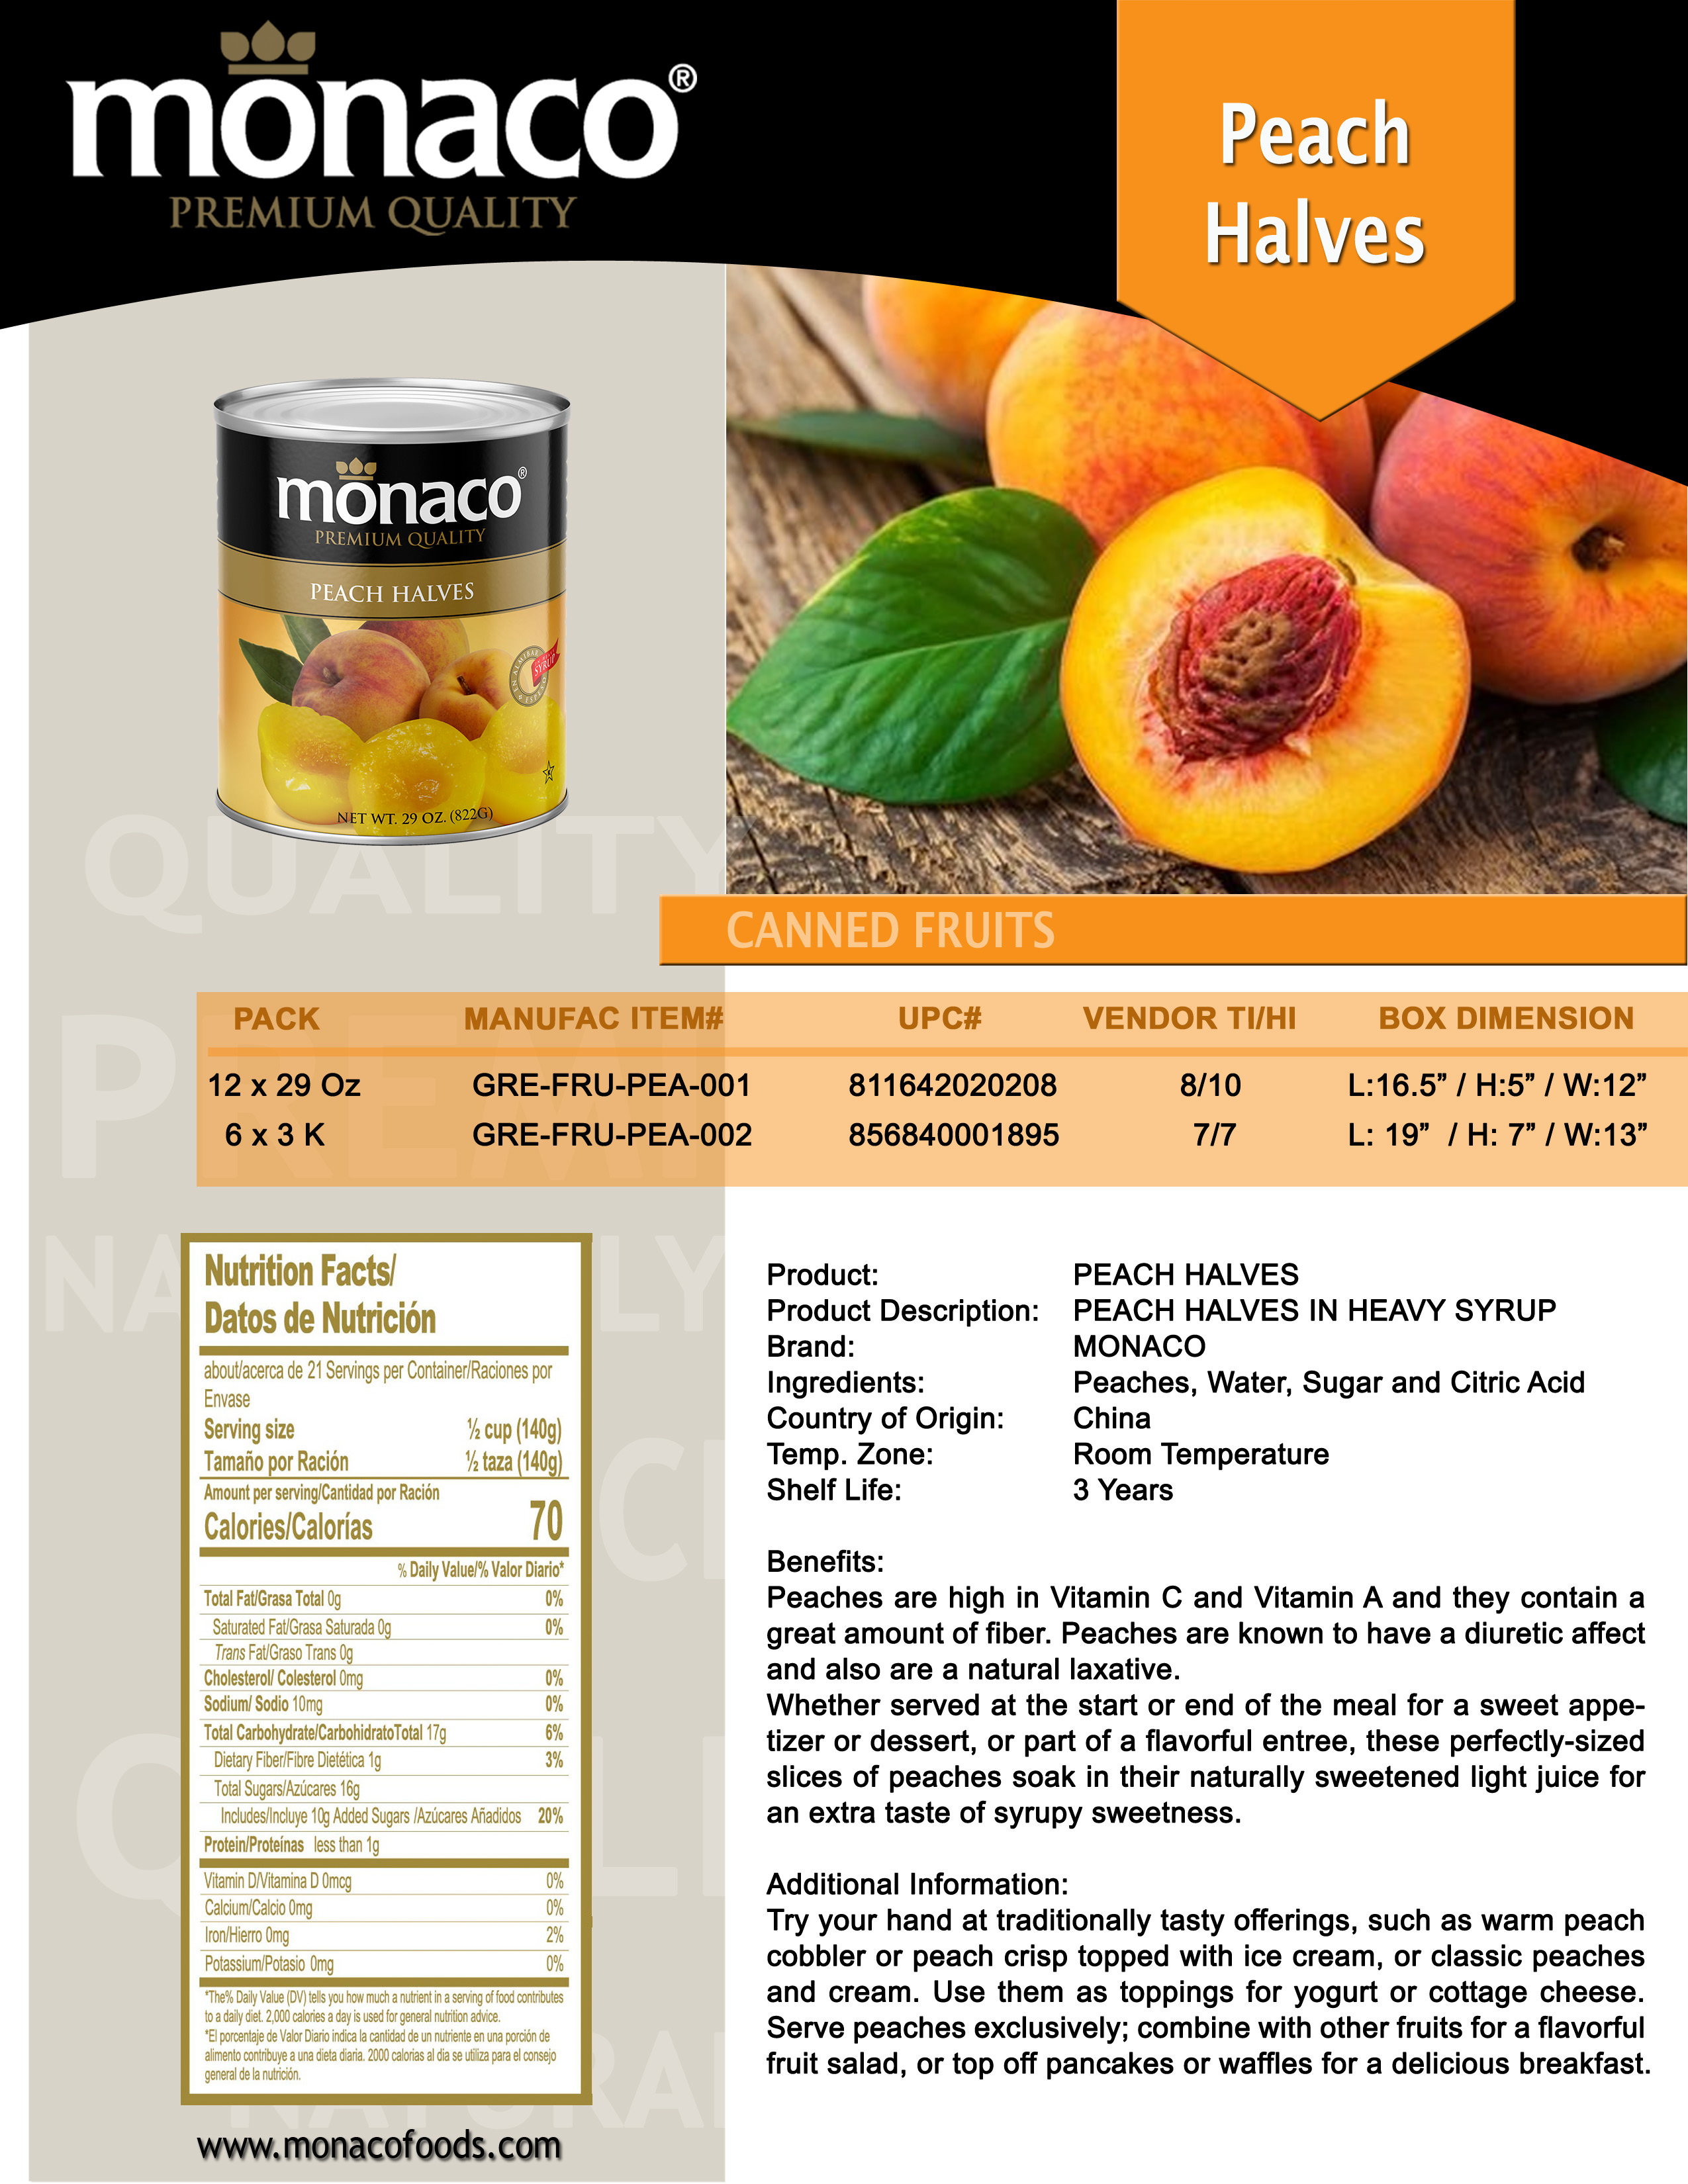 monaco®
PREMIUM QUALITY
Peach
Halves
monaco®
PREMIUM QUALITY
PEACH HALVES
EN ALMIBAR
SYRUP
ESPESO
NET WT. 29 OZ. (822G)
QUALITY
CANNED FRUITS
PREMI
PACK MANUFAC ITEM# UPC# VENDOR TI/HI BOX DIMENSION
12 x 29 Oz GRE-FRU-PEA-001 811642020208 8/10 L:16.5” / H:5” / W:12”
6 x 3 K GRE-FRU-PEA-002 856840001895 7/7 L: 19” / H: 7” / W:13”
Nutrition Facts/
Datos de Nutrición
about/acerca de 21 Servings per Container/Raciones por
Envase
Serving size ½ cup (140g)
Tamaño por Ración ½ taza (140g)
Amount per serving/Cantidad por Ración
Calories/Calorías 70
% Daily Value/% Valor Diario*
Total Fat/Grasa Total 0g 0%
Saturated Fat/Grasa Saturada 0g 0%
Trans Fat/Graso Trans 0g
Cholesterol/ Colesterol 0mg 0%
Sodium/ Sodio 10mg 0%
Total Carbohydrate/CarbohidratoTotal 17g 6%
Dietary Fiber/Fibre Dietética 1g 3%
Total Sugars/Azúcares 16g
Includes/Incluye 10g Added Sugars /Azúcares Añadidos 20%
Protein/Proteínas less than 1g
Vitamin D/Vitamina D 0mcg 0%
Calcium/Calcio 0mg 0%
Iron/Hierro 0mg 2%
Potassium/Potasio 0mg 0%
*The% Daily Value (DV) tells you how much a nutrient in a serving of food contributes
to a daily diet. 2,000 calories a day is used for general nutrition advice.
*El porcentaje de Valor Diario indica la cantidad de un nutriente en una porción de
alimento contribuye a una dieta diaria. 2000 calorias al dia se utiliza para el consejo
general de la nutrición.
www.monacofoods.com
Product: PEACH HALVES
Product Description: PEACH HALVES IN HEAVY SYRUP
Brand: MONACO
Ingredients: Peaches, Water, Sugar and Citric Acid
Country of Origin: China
Temp. Zone: Room Temperature
Shelf Life: 3 Years
Benefits:
Peaches are high in Vitamin C and Vitamin A and they contain a
great amount of fiber. Peaches are known to have a diuretic affect
and also are a natural laxative.
Whether served at the start or end of the meal for a sweet appe-
tizer or dessert, or part of a flavorful entree, these perfectly-sized
slices of peaches soak in their naturally sweetened light juice for
an extra taste of syrupy sweetness.
Additional Information:
Try your hand at traditionally tasty offerings, such as warm peach
cobbler or peach crisp topped with ice cream, or classic peaches
and cream. Use them as toppings for yogurt or cottage cheese.
Serve peaches exclusively; combine with other fruits for a flavorful
fruit salad, or top off pancakes or waffles for a delicious breakfast.